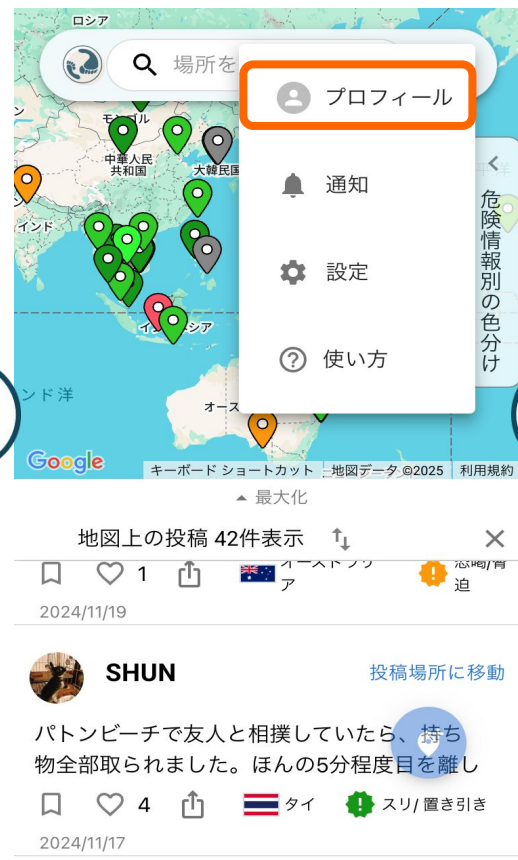 ロシア
場所を
プロフィール
モンゴル
中華人民
共和国
大韓民国
通知
インド
危険情報別の色分け
設定
使い方
ンド洋
オース
Google
キーボード ショートカット
地図データ ©2025
利用規約
最大化
地図上の投稿 42件表示
1
オーストラリ
ア
恐喝/脅
迫
2024/11/19
SHUN
投稿場所に移動
パトンビーチで友人と相撲していたら、持ち
物全部取られました。ほんの5分程度目を離し
4
タイ
スリ/ 置き引き
2024/11/17